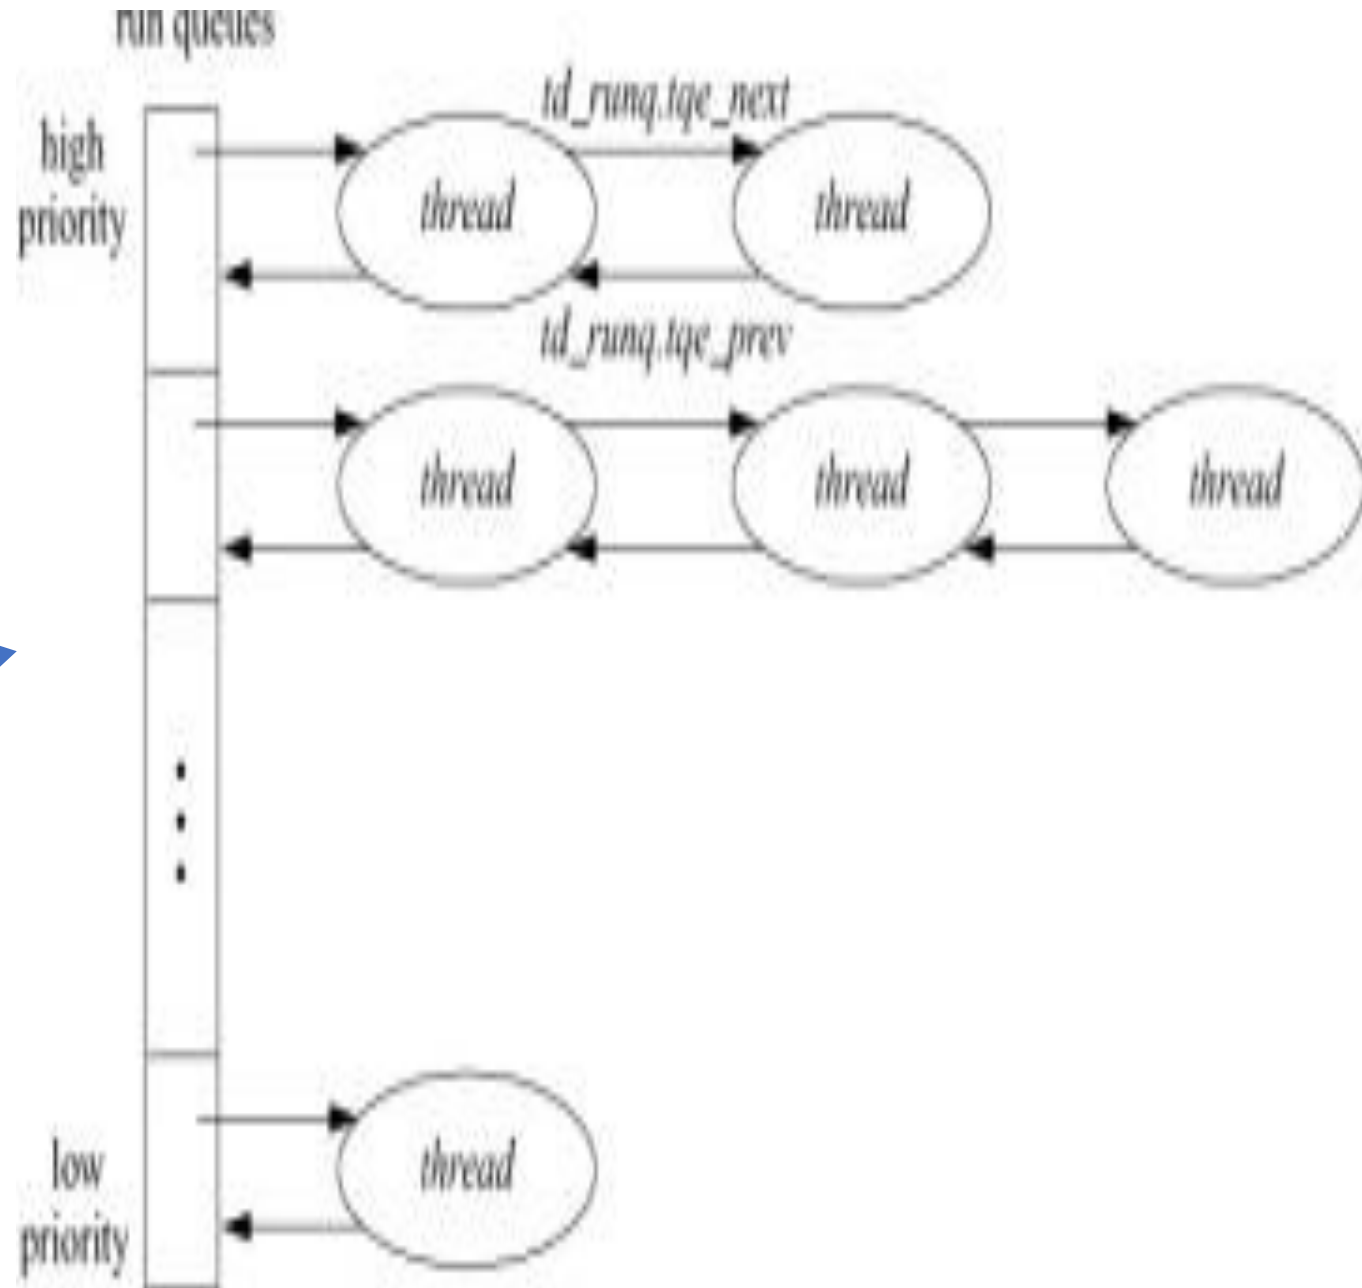 run queues
td_runq.tqe_next
high
priority
thread
thread
td_runq.tqe_prev
thread
thread
thread
low
priority
thread